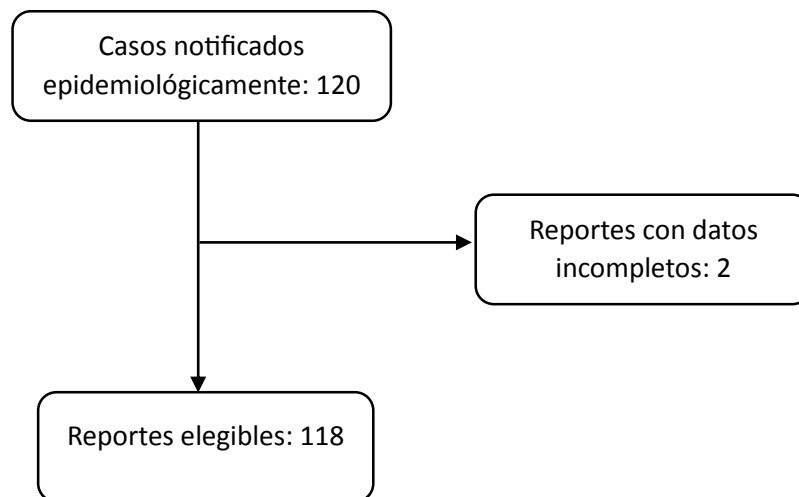 Casos notificados
epidemiológicamente: 120
Reportes con datos
incompletos: 2
Reportes elegibles: 118